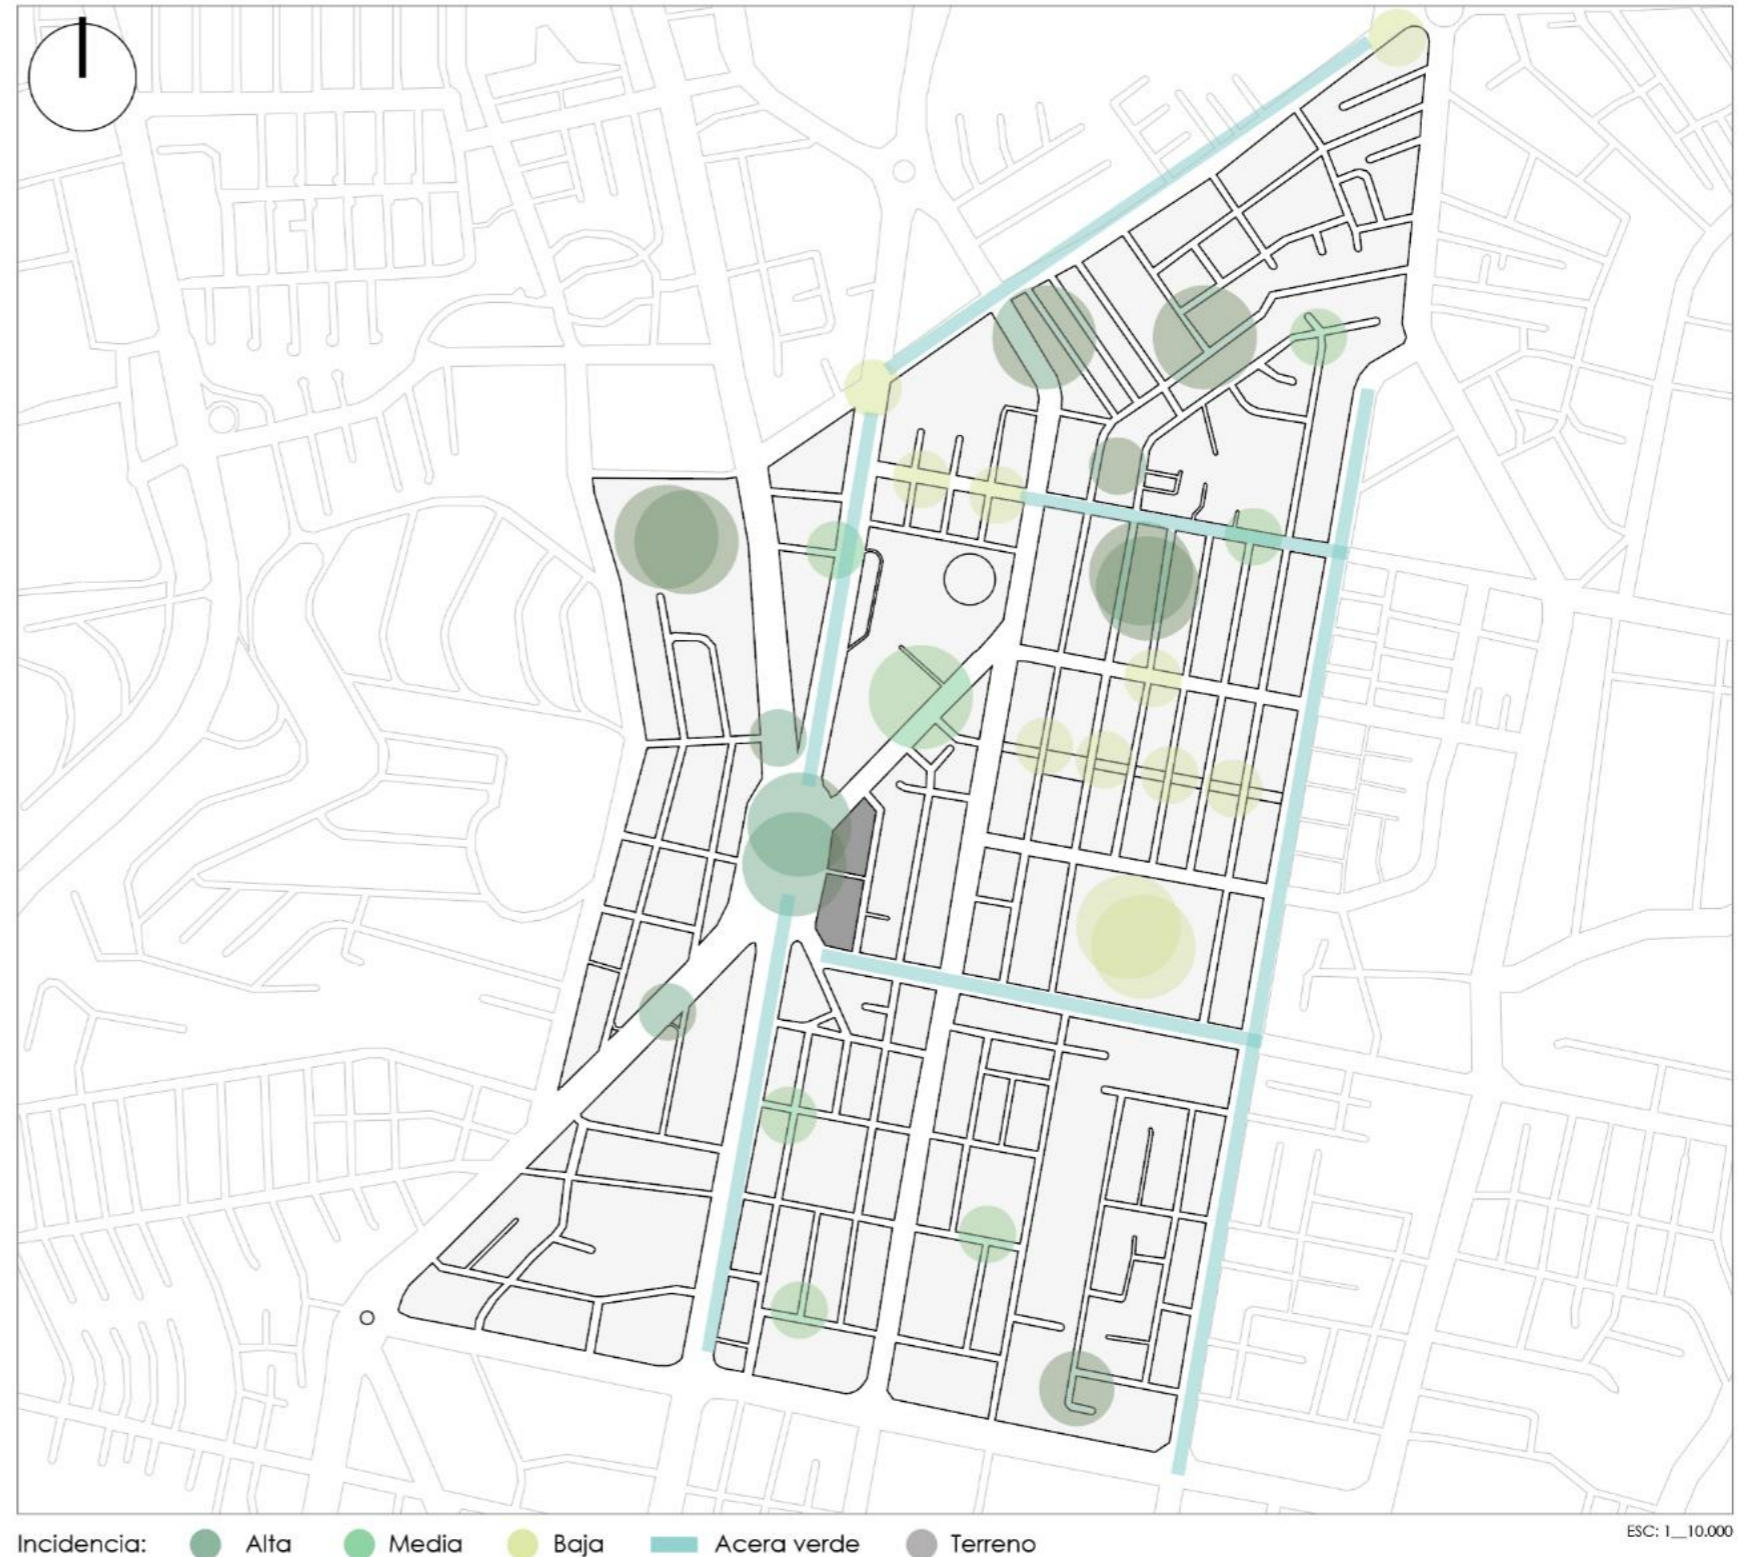 ESC: 1__10.000
Incidencia: Alta Media Baja Acera verde Terreno